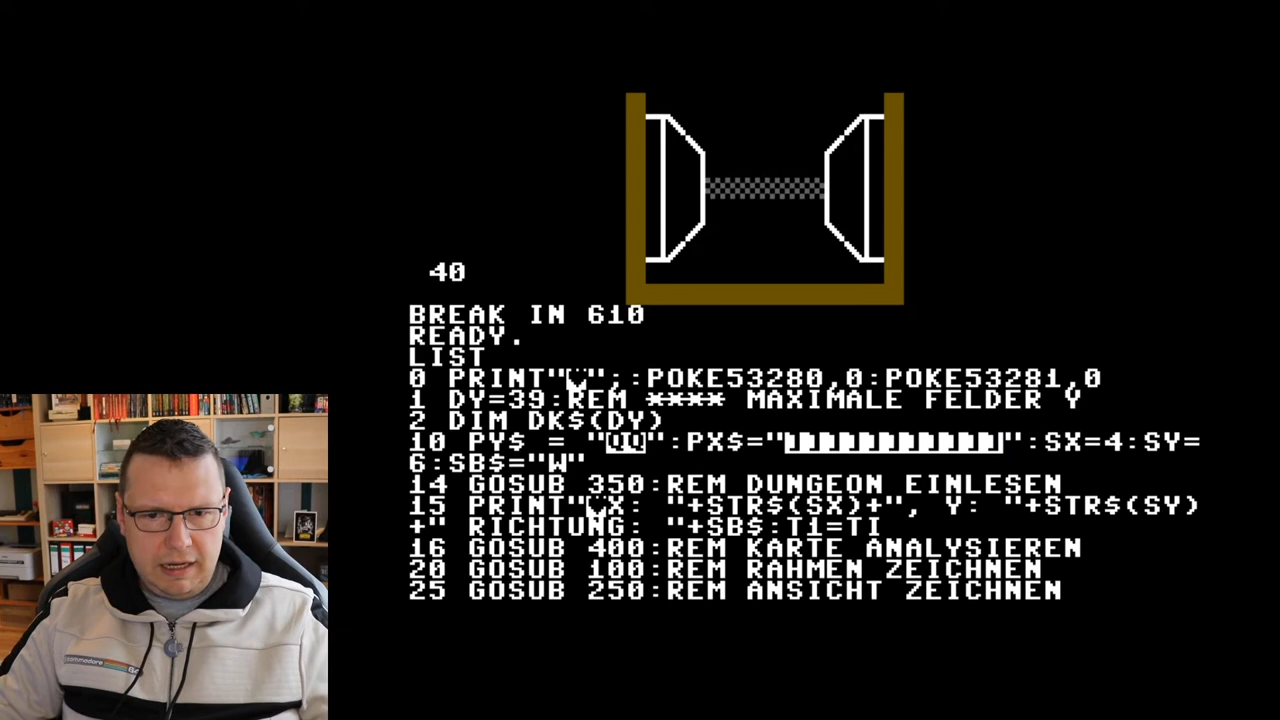 40
BREAK IN 610
READY.
LIST
0 PRINT"♥";:POKE53280,0:POKE53281,0
1 DY=39:REM **** MAXIMALE FELDER Y
2 DIM DK$(DY)
10 PY$ = "QQ":PX$="]]]]]]]]]]]":SX=4:SY=
6:SB$="W"
14 GOSUB 350:REM DUNGEON EINLESEN
15 PRINT"♥X: "+STR$(SX)+", Y: "+STR$(SY)
+" RICHTUNG: "+SB$:T1=TI
16 GOSUB 400:REM KARTE ANALYSIEREN
20 GOSUB 100:REM RAHMEN ZEICHNEN
25 GOSUB 250:REM ANSICHT ZEICHNEN
commodore